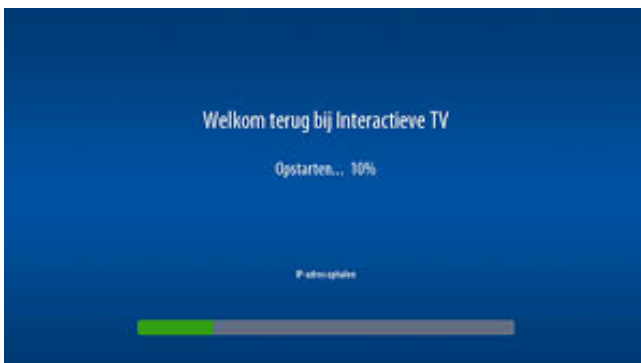 Welkom terug bij Interactieve TV
Opstarten... 10%
IP-adres ophalen